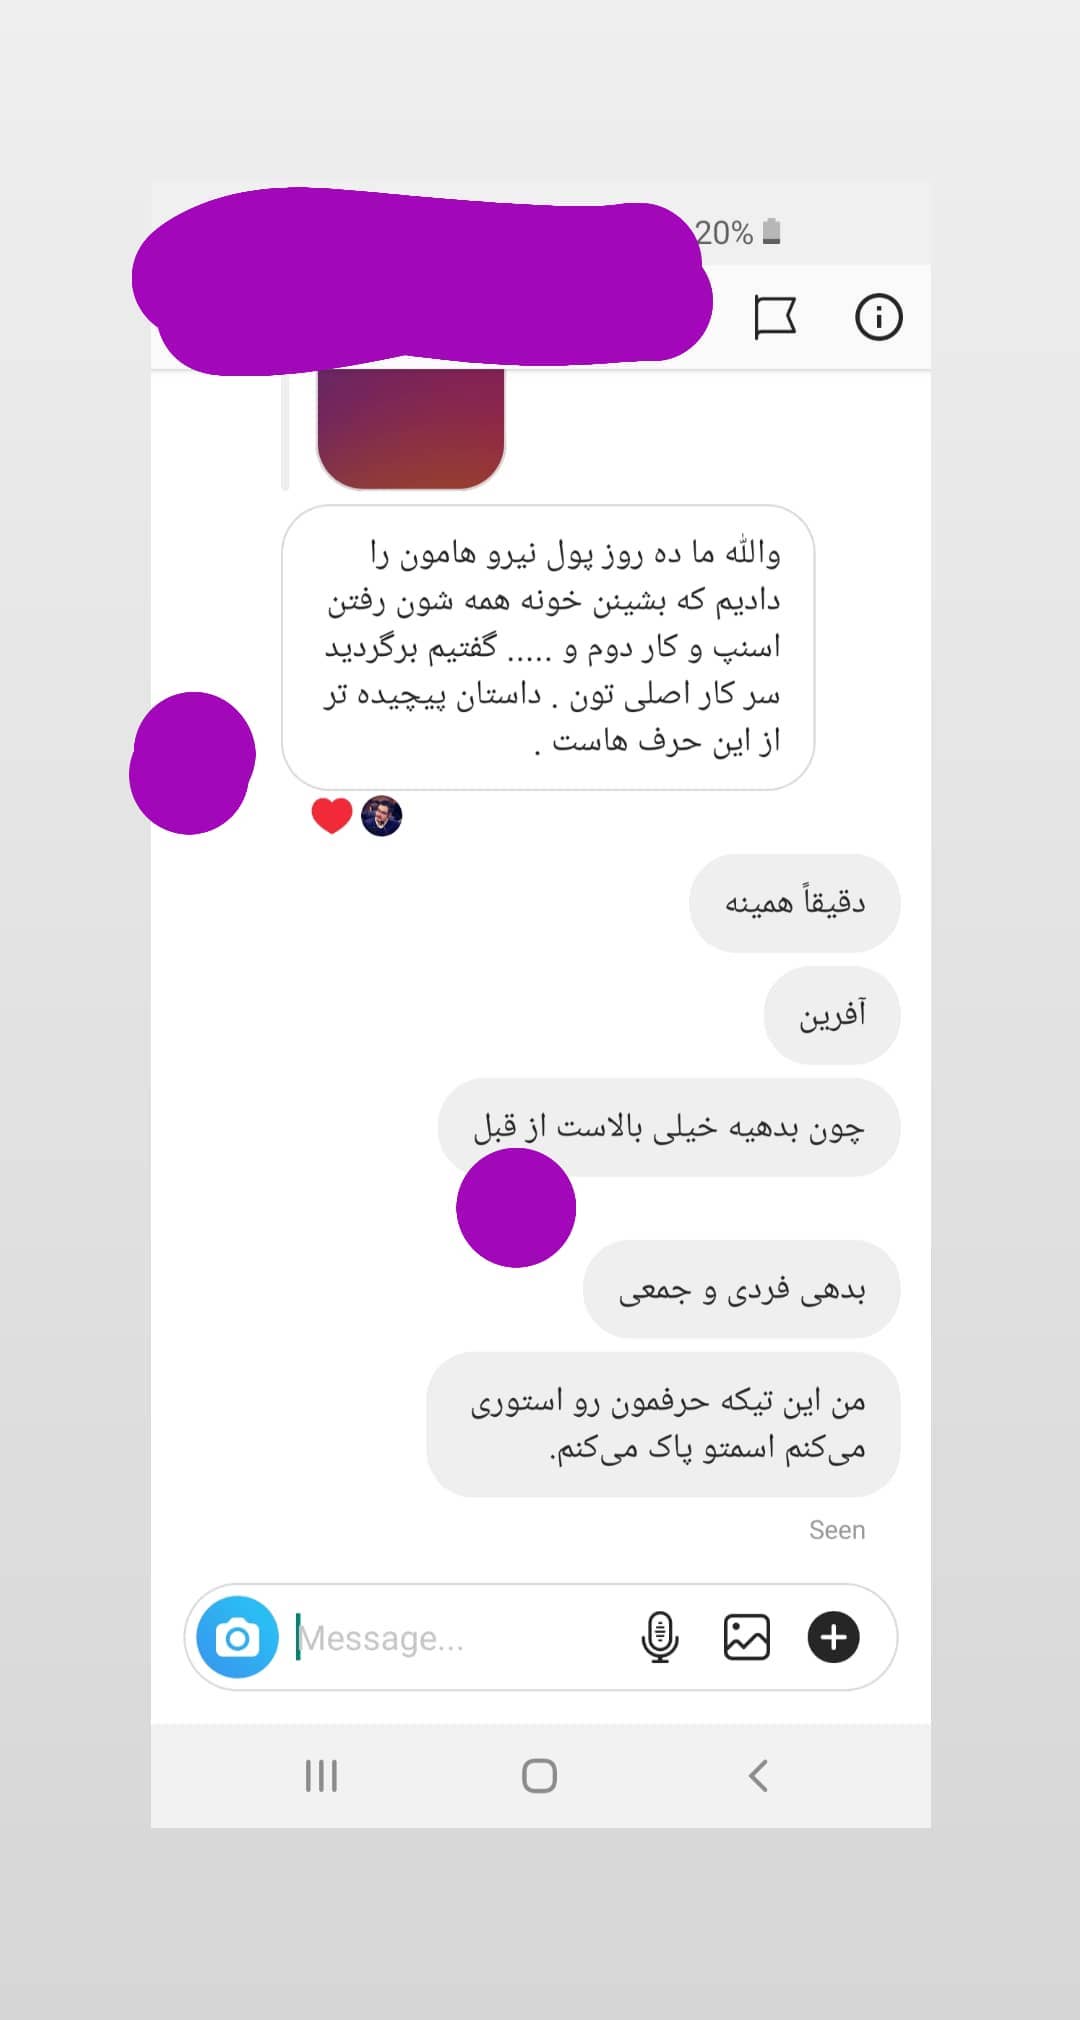 20%
والله ما ده روز پول نیرو هامون را
دادیم که بشینن خونه همه شون رفتن
اسنپ و کار دوم و ..... گفتیم برگردید
سر کار اصلی تون . داستان پیچیده تر
از این حرف هاست .
دقیقاً همینه
آفرین
چون بدهیه خیلی بالاست از قبل
بدهی فردی و جمعی
من این تیکه حرفمون رو استوری
می‌کنم اسمتو پاک می‌کنم.
Seen
Message...